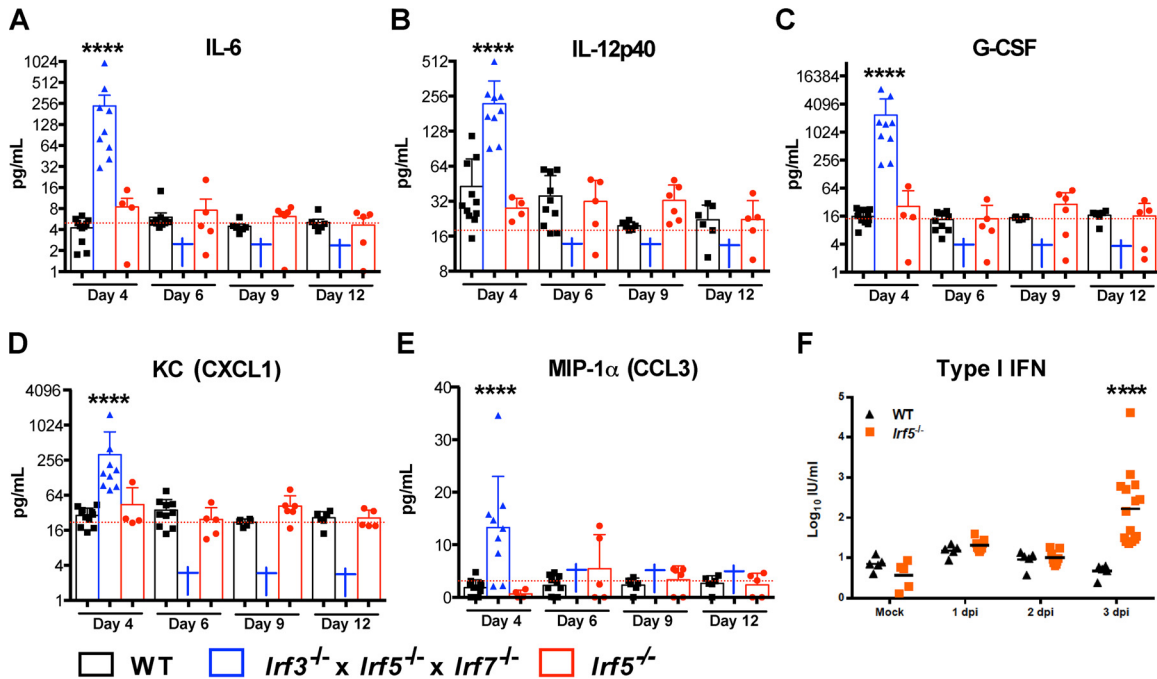 A
IL-6
****
pg/mL
1024
512
256
128
64
32
16
8
4
2
1
Day 4 Day 6 Day 9 Day 12
B
IL-12p40
****
pg/mL
512
256
128
64
32
16
8
Day 4 Day 6 Day 9 Day 12
C
G-CSF
****
pg/mL
16384
4096
1024
256
64
16
4
1
Day 4 Day 6 Day 9 Day 12
D
KC (CXCL1)
****
pg/mL
4096
1024
256
64
16
4
1
Day 4 Day 6 Day 9 Day 12
E
MIP-1α (CCL3)
****
pg/mL
40
30
20
10
0
Day 4 Day 6 Day 9 Day 12
F
Type I IFN
****
WT
Irf5-/-
Log10 IU/ml
5
4
3
2
1
0
Mock 1 dpi 2 dpi 3 dpi
WT Irf3-/- x Irf5-/- x Irf7-/- Irf5-/-